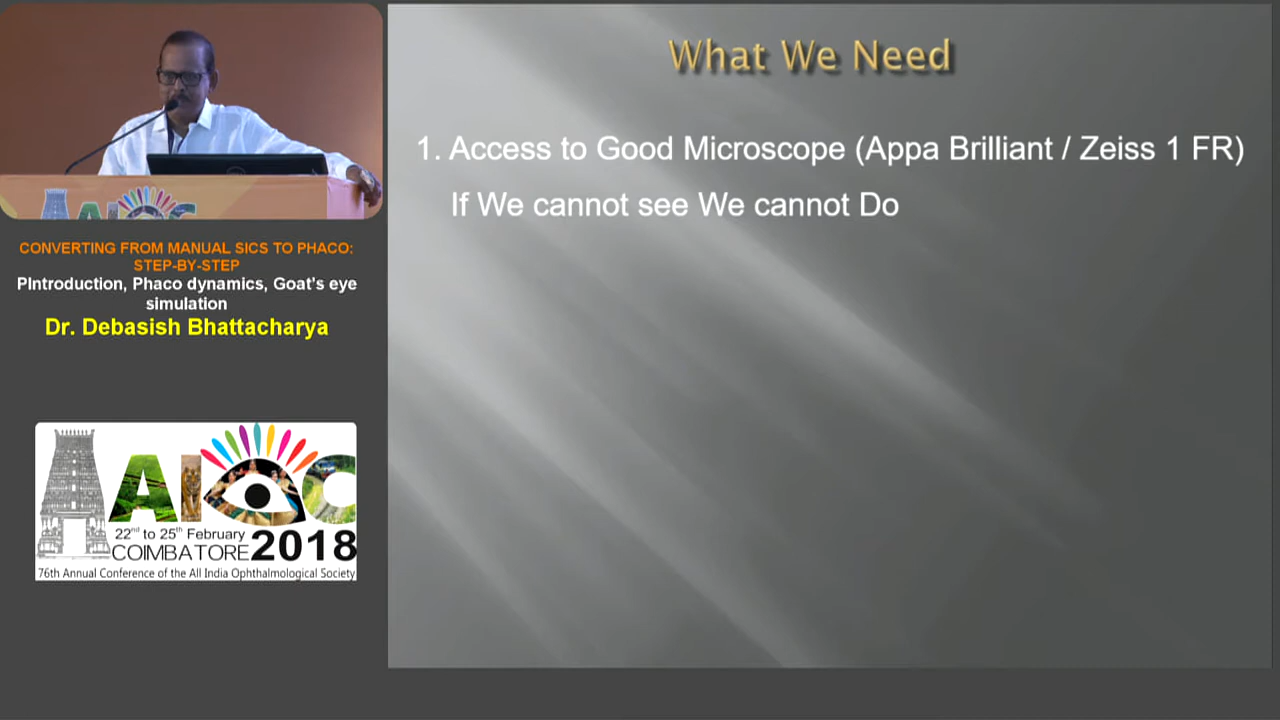 What We Need
1. Access to Good Microscope (Appa Brilliant / Zeiss 1 FR)
If We cannot see We cannot Do
CONVERTING FROM MANUAL SICS TO PHACO:
STEP-BY-STEP
PIntroduction, Phaco dynamics, Goat's eye
simulation
Dr. Debasish Bhattacharya
AIOC
22nd to 25th February
COIMBATORE 2018
76th Annual Conference of the All India Ophthalmological Society